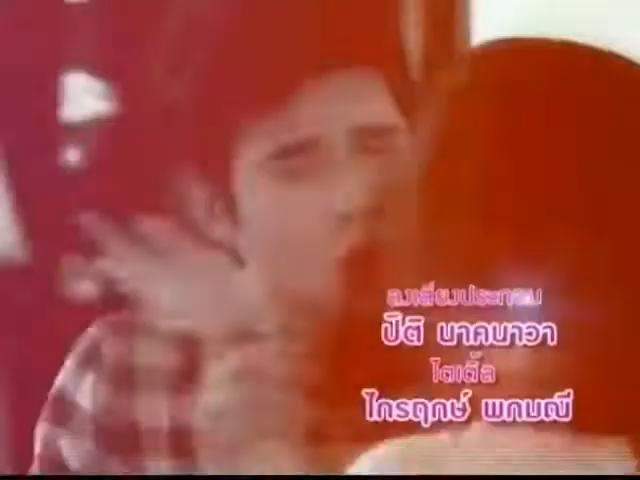 ลงเสียงประกอบ
ปิติ นาคนาวา
ไตเติ้ล
ไกรฤกษ์ พกมณี